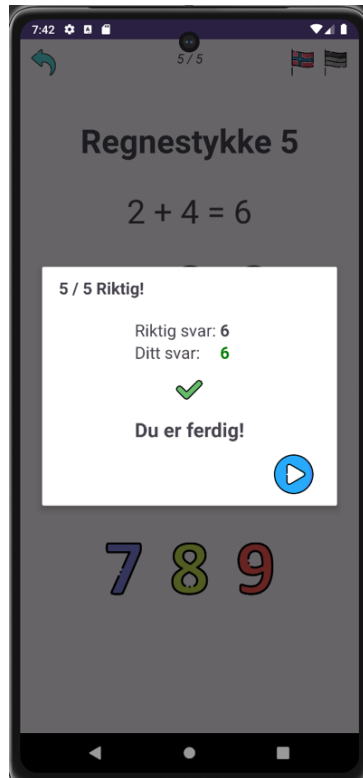 7:42
5 / 5
Regnestykke 5
2 + 4 = 6
5 / 5 Riktig!
Riktig svar: 6
Ditt svar: 6
Du er ferdig!
7 8 9